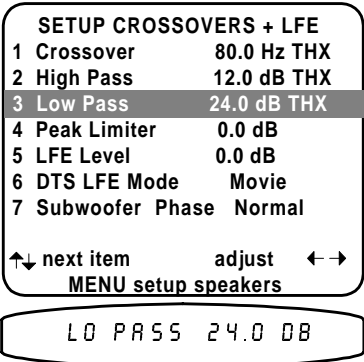 SETUP CROSSOVERS + LFE
1 Crossover 80.0 Hz THX
2 High Pass 12.0 dB THX
3 Low Pass 24.0 dB THX
4 Peak Limiter 0.0 dB
5 LFE Level 0.0 dB
6 DTS LFE Mode Movie
7 Subwoofer Phase Normal
↑↓ next item adjust ←→
MENU setup speakers
LO PASS 24.0 DB